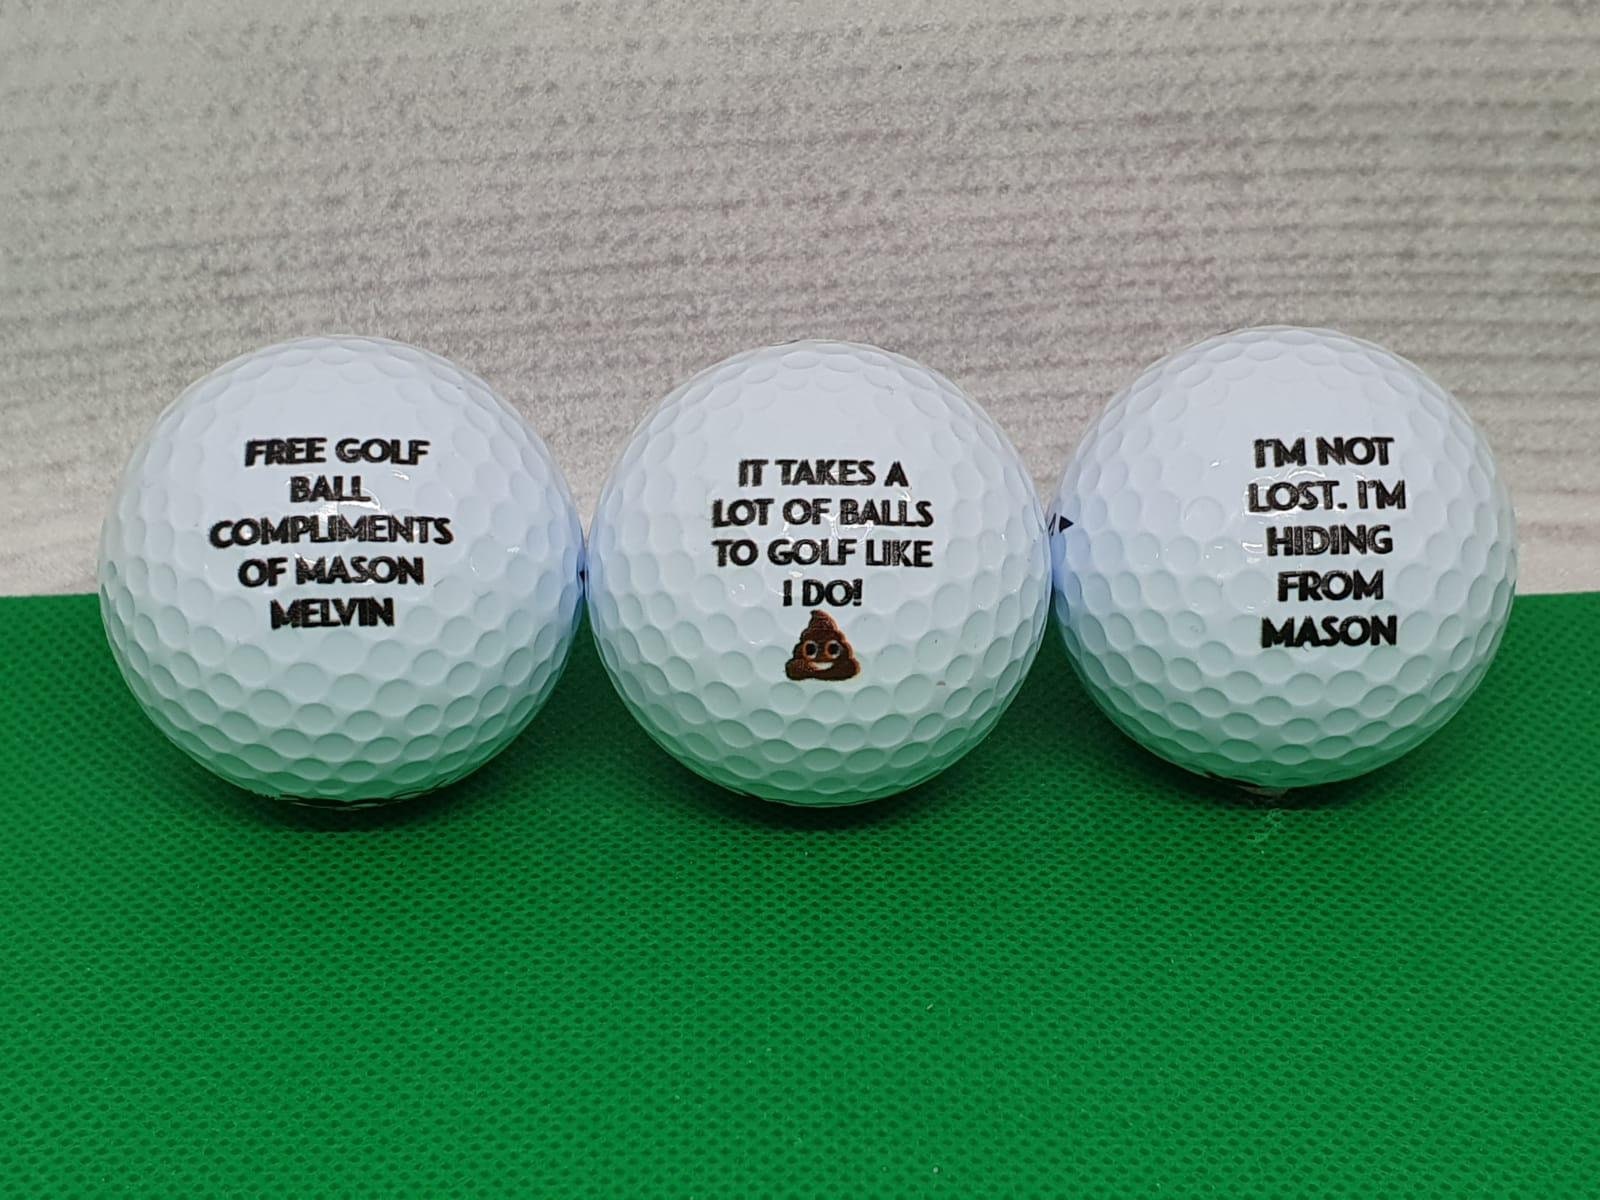 FREE GOLF
BALL
COMPLIMENTS
OF MASON
MELVIN
IT TAKES A
LOT OF BALLS
TO GOLF LIKE
I DO!
I'M NOT
LOST. I'M
HIDING
FROM
MASON